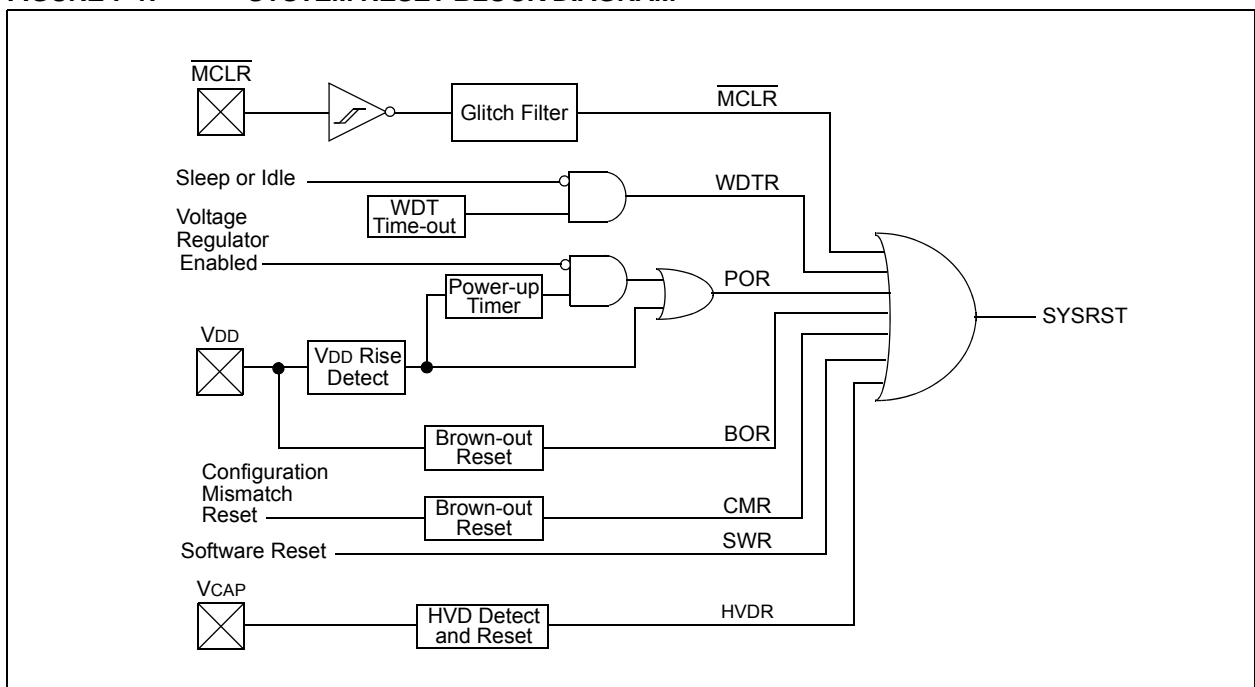 MCLR
Glitch Filter
MCLR
Sleep or Idle
WDT
Time-out
WDTR
Voltage
Regulator
Enabled
Power-up
Timer
POR
SYSRST
VDD
VDD Rise
Detect
Brown-out
Reset
BOR
Configuration
Mismatch
Reset
Brown-out
Reset
CMR
Software Reset
SWR
VCAP
HVD Detect
and Reset
HVDR